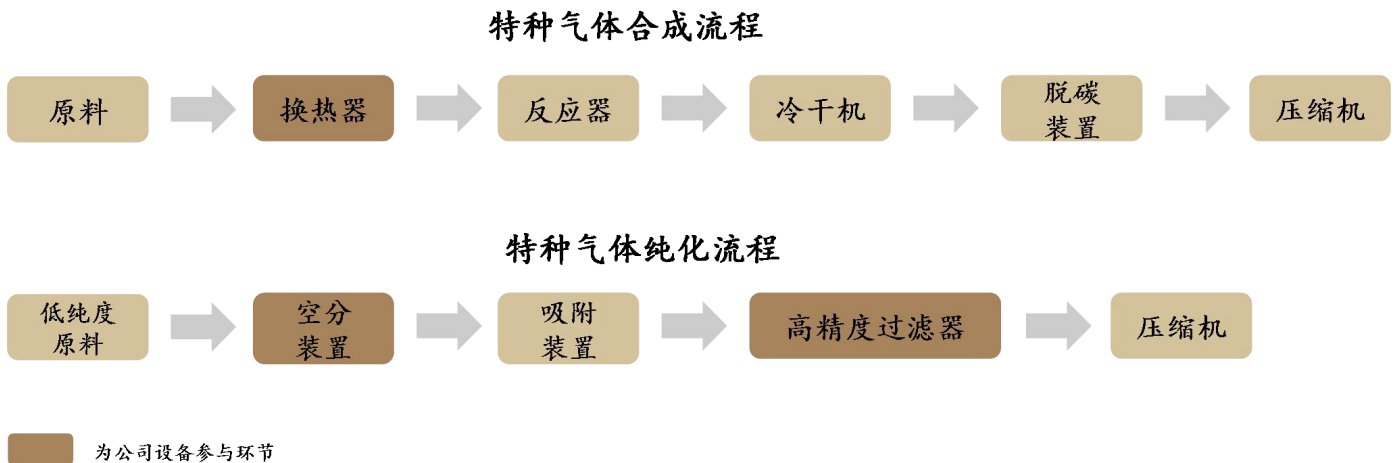 特种气体合成流程
原料
换热器
反应器
冷干机
脱碳
装置
压缩机
特种气体纯化流程
低纯度
原料
空分
装置
吸附
装置
高精度过滤器
压缩机
为公司设备参与环节